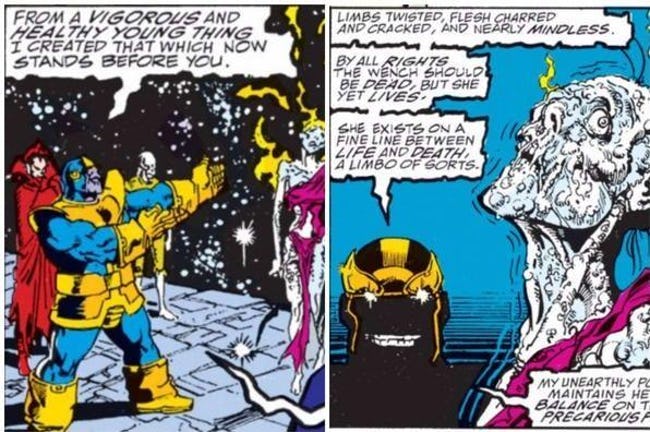 FROM A VIGOROUS AND
HEALTHY YOUNG THING
I CREATED THAT WHICH NOW
STANDS BEFORE YOU.
LIMBS TWISTED, FLESH CHARRED
AND CRACKED, AND NEARLY MINDLESS.
BY ALL RIGHTS
THE WENCH SHOULD
BE DEAD, BUT SHE
YET LIVES.
SHE EXISTS ON A
FINE LINE BETWEEN
LIFE AND DEATH,
A LIMBO OF SORTS.
MY UNEARTHLY
MAINTAINS
BALANCE ON
PRECARIOUS